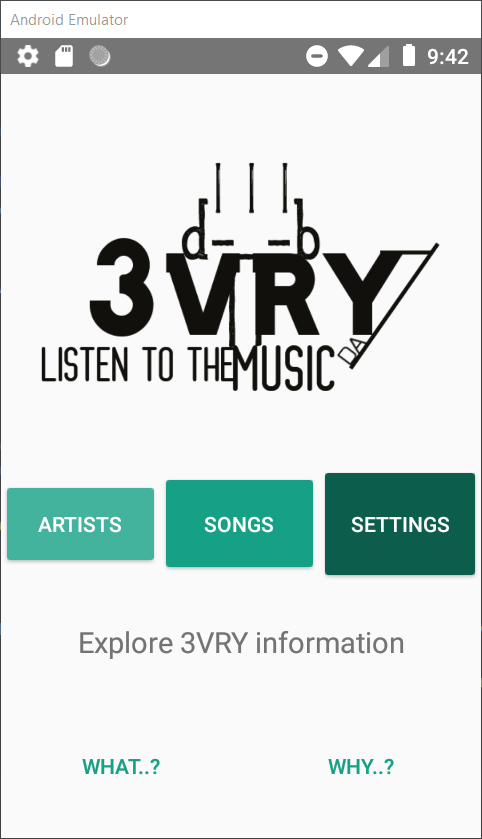 Android Emulator
9:42
d b
3VRY
DA
LISTEN TO THE MUSIC
ARTISTS SONGS SETTINGS
Explore 3VRY information
WHAT..? WHY..?